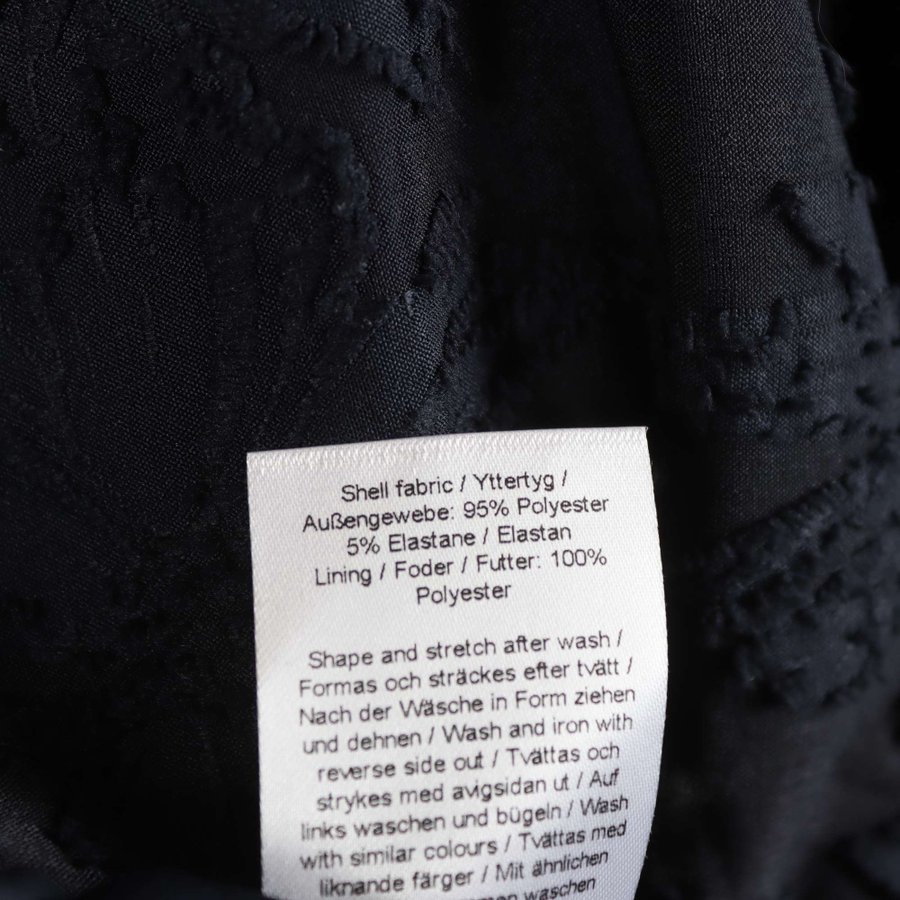 Shell fabric / Yttertyg /
Außengewebe: 95% Polyester
5% Elastane / Elastan
Lining / Foder / Futter: 100%
Polyester
Shape and stretch after wash /
Formas och sträckes efter tvätt /
Nach der Wäsche in Form ziehen
und dehnen / Wash and iron with
reverse side out / Tvättas och
strykes med avigsidan ut / Auf
links waschen und bügeln / Wash
with similar colours / Tvättas med
liknande färger / Mit ähnlichen
waschen